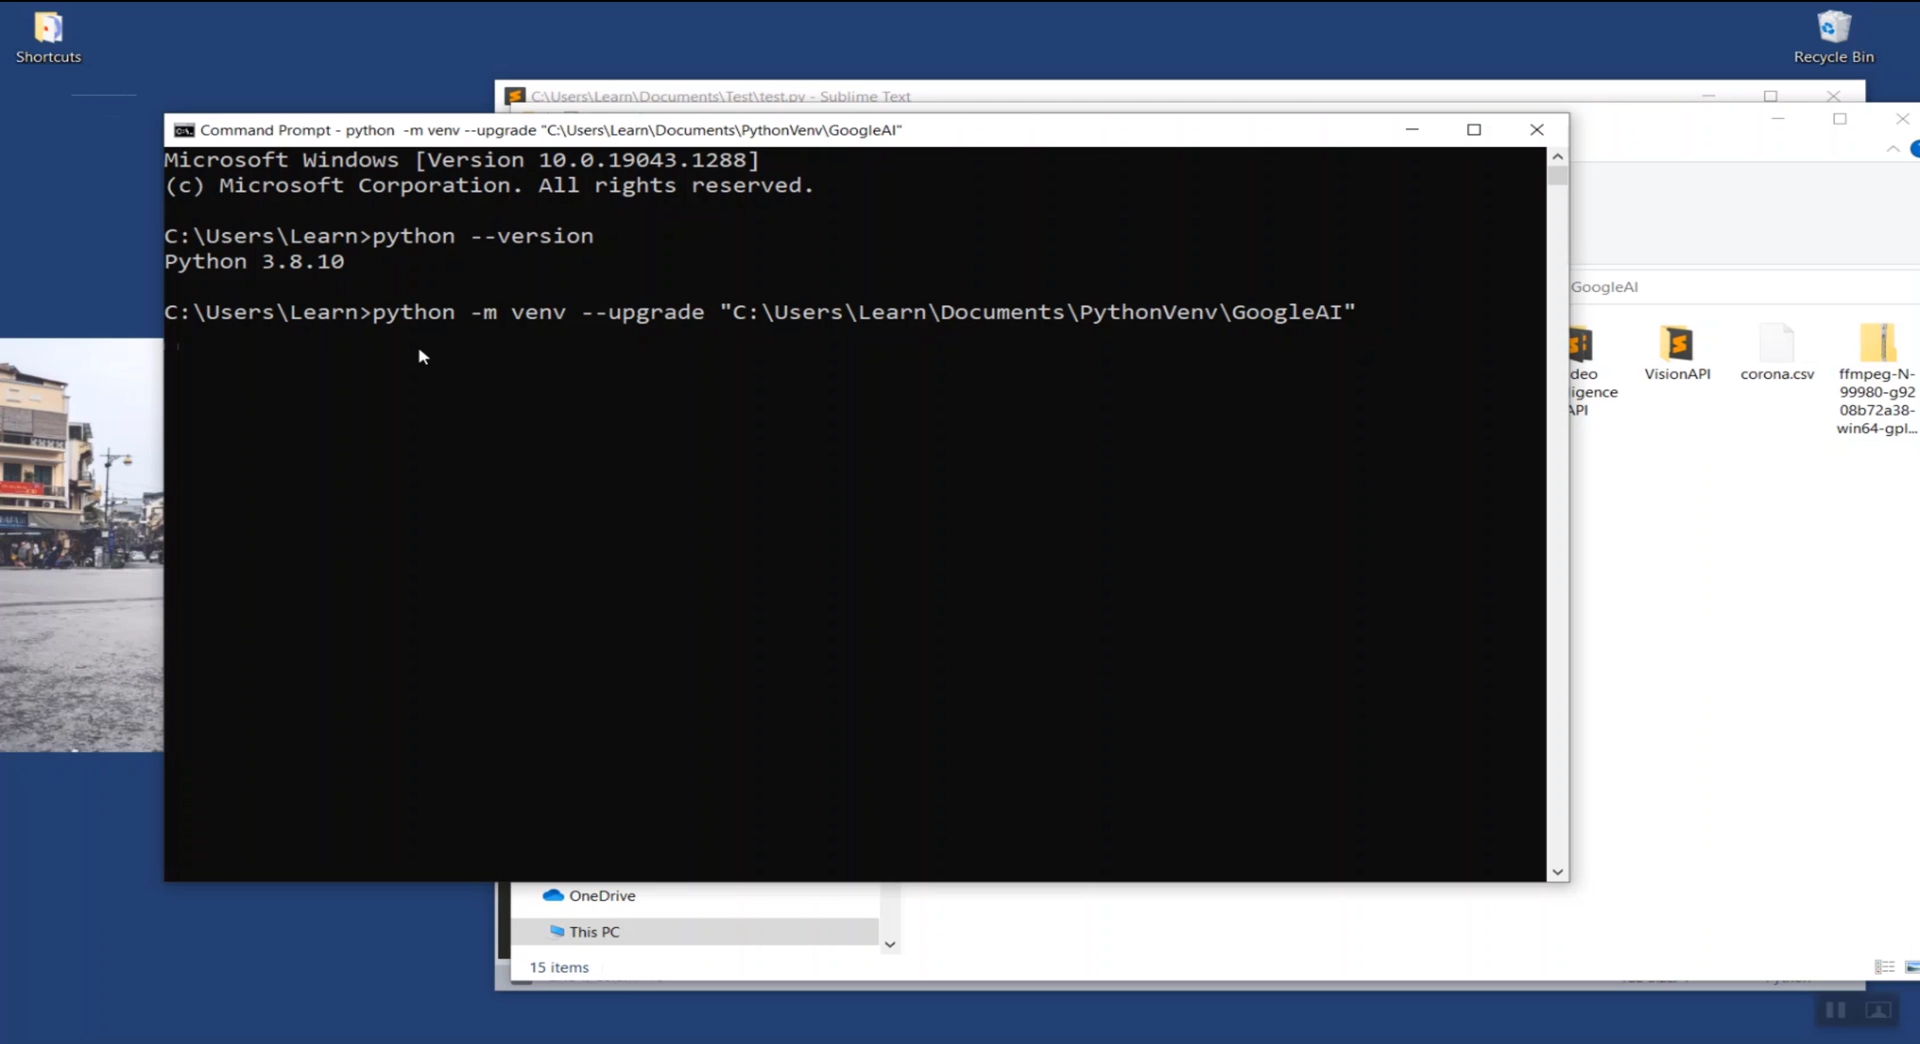 Shortcuts
Recycle Bin
C:\Users\Learn\Documents\Test\test.py - Sublime Text
Command Prompt - python  -m venv --upgrade "C:\Users\Learn\Documents\PythonVenv\GoogleAI"
Microsoft Windows [Version 10.0.19043.1288]
(c) Microsoft Corporation. All rights reserved.
C:\Users\Learn>python --version
Python 3.8.10
C:\Users\Learn>python -m venv --upgrade "C:\Users\Learn\Documents\PythonVenv\GoogleAI"
GoogleAI
deo
igence
API
VisionAPI
corona.csv
ffmpeg-N-
99980-g92
08b72a38-
win64-gpl...
OneDrive
This PC
15 items